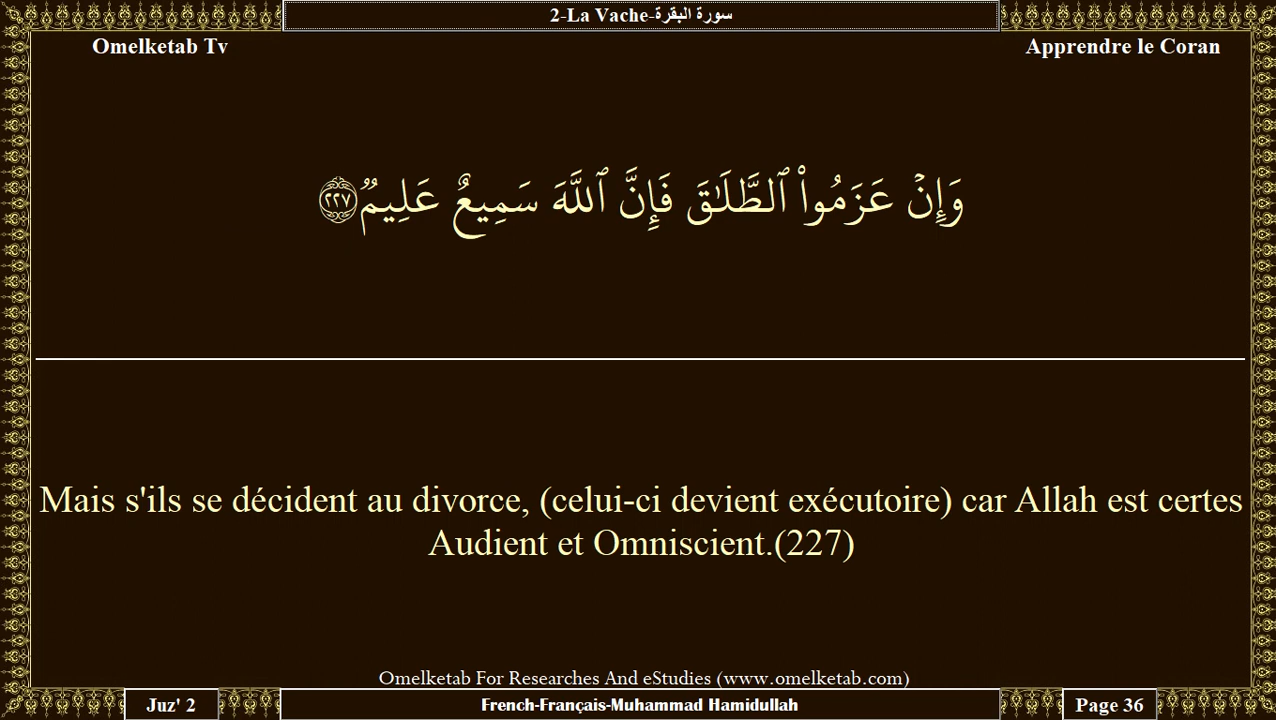 2-La Vache-سورة البقرة
Omelketab Tv
Apprendre le Coran
وَإِنۡ عَزَمُواْ ٱلطَّلَٰقَ فَإِنَّ ٱللَّهَ سَمِيعٌ عَلِيمٞ ٢٢٧
Mais s'ils se décident au divorce, (celui-ci devient exécutoire) car Allah est certes
Audient et Omniscient.(227)
Omelketab For Researches And eStudies (www.omelketab.com)
Juz' 2
French-Français-Muhammad Hamidullah
Page 36